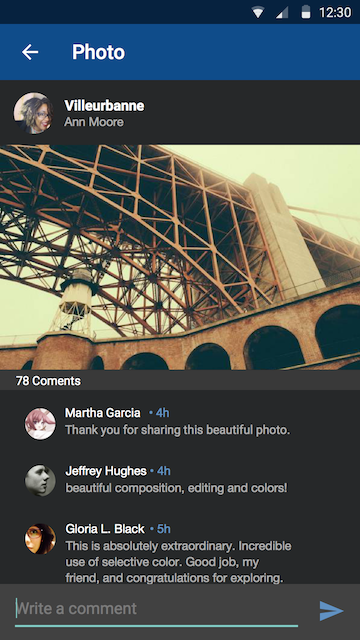 12:30
Photo
Villeurbanne
Ann Moore
78 Coments
Martha Garcia • 4h
Thank you for sharing this beautiful photo.
Jeffrey Hughes • 4h
beautiful composition, editing and colors!
Gloria L. Black • 5h
This is absolutely extraordinary. Incredible
use of selective color. Good job, my
friend, and congratulations for exploring.
Write a comment